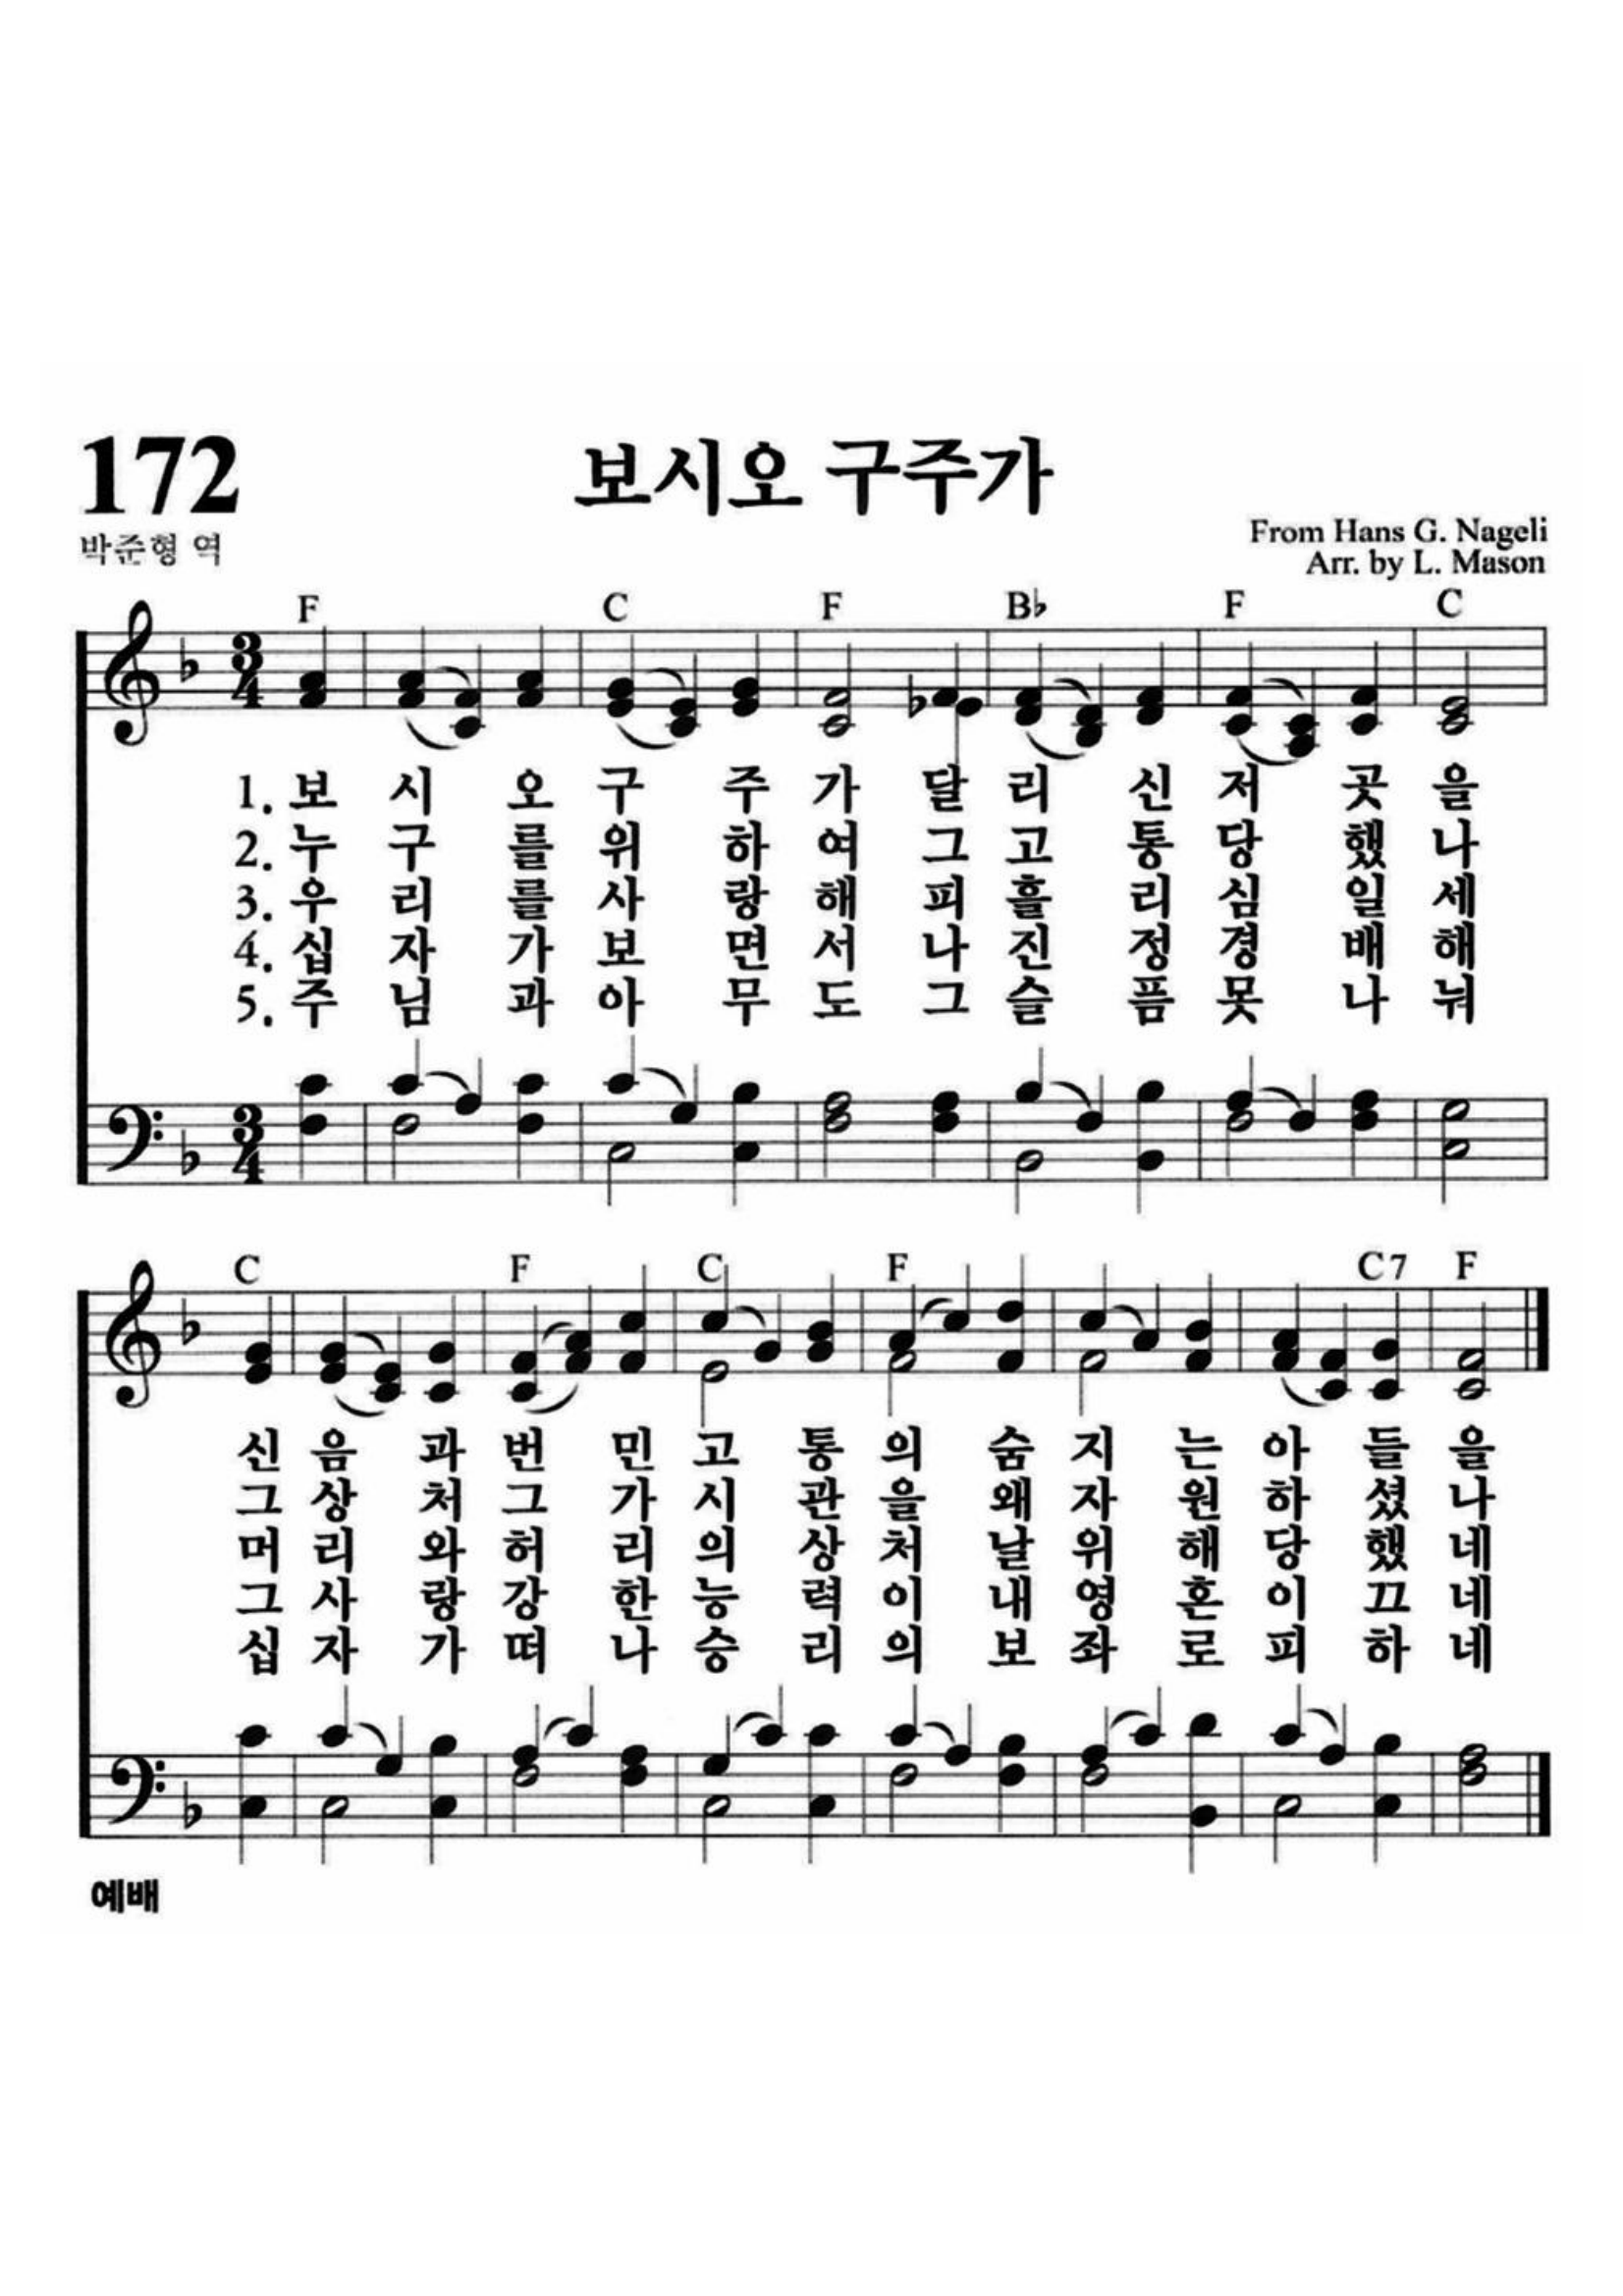 172
보시오 구주가
박준형 역
From Hans G. Nageli
Arr. by L. Mason
F C F B♭ F C
1. 보 시 오 구 주 가 달 리 신 저 곳 을
2. 누 구 를 위 하 여 그 고 통 당 했 나
3. 우 리 를 사 랑 해 피 흘 리 심 일 세
4. 십 자 가 보 면 서 나 진 정 경 배 해
5. 주 님 과 아 무 도 그 슬 픔 못 나 눠
C F C F C7 F
신 음 과 번 민 고 통 의 숨 지 는 아 들 을
그 상 처 그 가 시 관 을 왜 자 원 하 셨 나
머 리 와 허 리 의 상 처 날 위 해 당 했 네
그 사 랑 강 한 능 력 이 내 영 혼 이 끄 네
십 자 가 떠 나 승 리 의 보 좌 로 피 하 네
예배